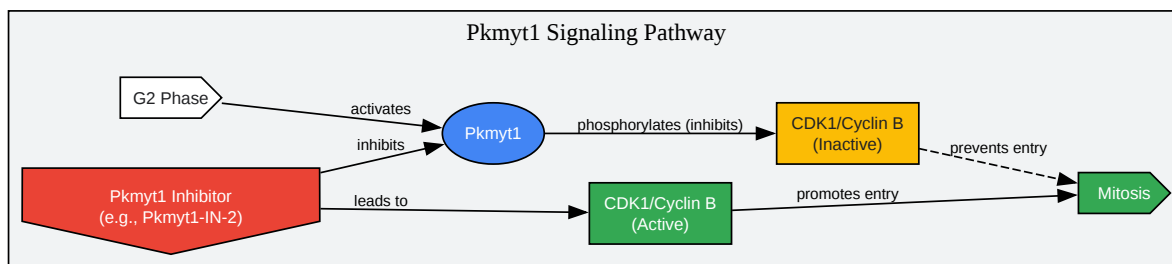 Pkmyt1 Signaling Pathway
G2 Phase
activates
Pkmyt1
phosphorylates (inhibits)
CDK1/Cyclin B
(Inactive)
prevents entry
inhibits
Pkmyt1 Inhibitor
(e.g., Pkmyt1-IN-2)
leads to
CDK1/Cyclin B
(Active)
promotes entry
Mitosis